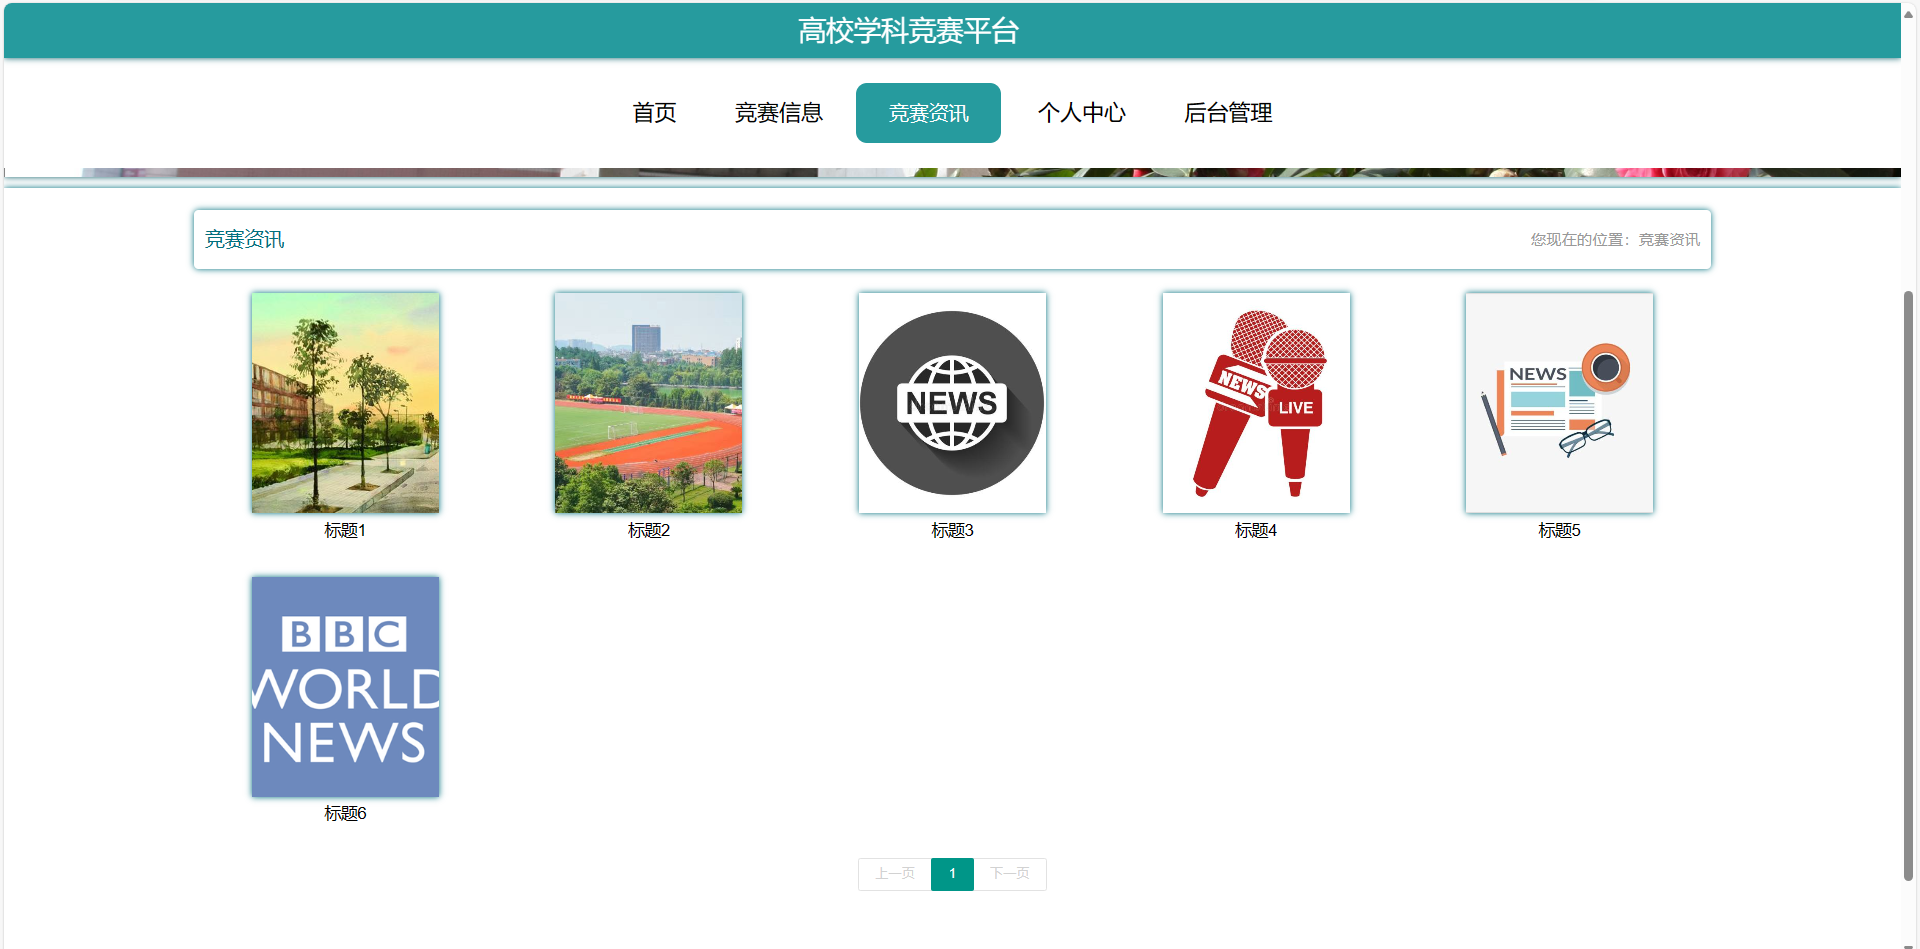 高校学科竞赛平台
首页 竞赛信息 竞赛资讯 个人中心 后台管理
竞赛资讯
您现在的位置：竞赛资讯
NEWS
NEWS
LIVE
NEWS
标题1 标题2 标题3 标题4 标题5
BBC
WORLD
NEWS
标题6
上一页 1 下一页